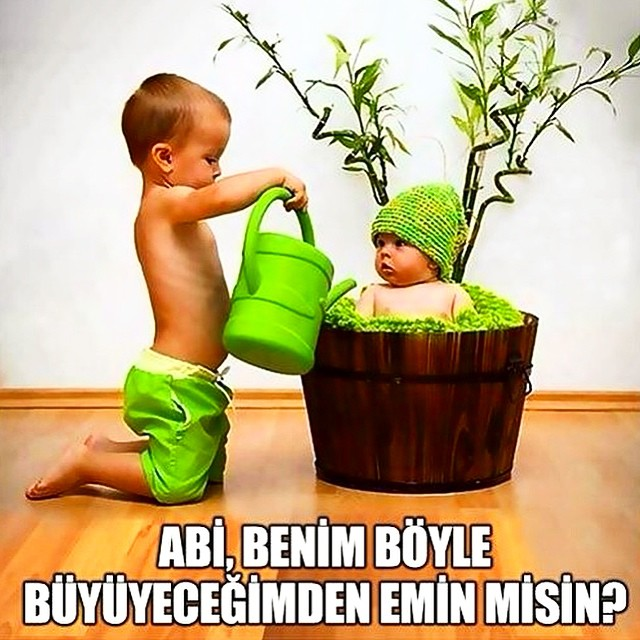 ABİ, BENİM BÖYLE
BÜYÜYECEĞİMDEN EMİN MİSİN?